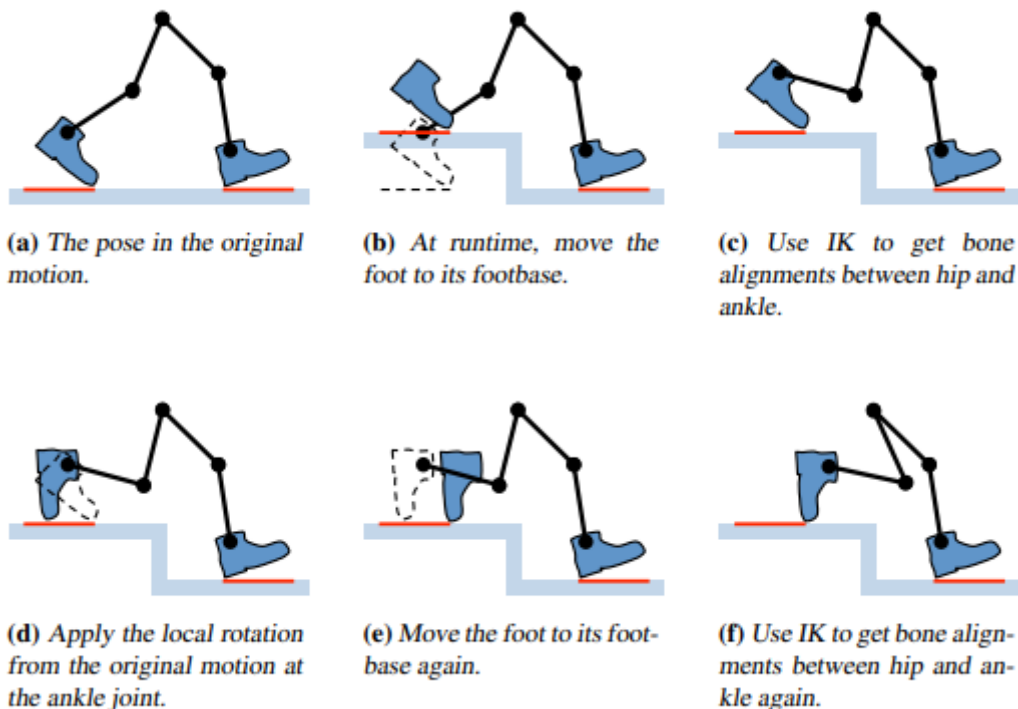 (a) The pose in the original
motion.
(b) At runtime, move the
foot to its footbase.
(c) Use IK to get bone
alignments between hip and
ankle.
(d) Apply the local rotation
from the original motion at
the ankle joint.
(e) Move the foot to its foot-
base again.
(f) Use IK to get bone align-
ments between hip and an-
kle again.